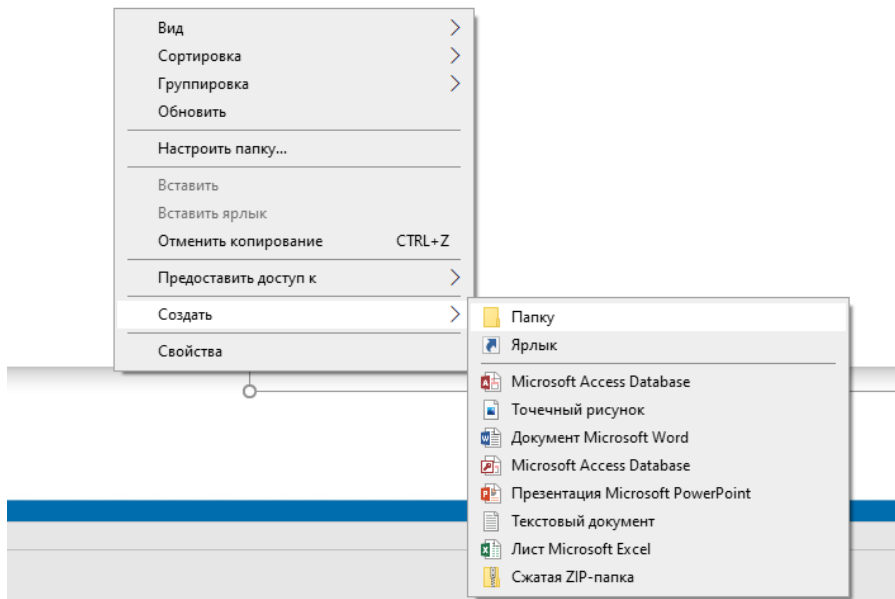 Вид
Сортировка
Группировка
Обновить
Настроить папку...
Вставить
Вставить ярлык
Отменить копирование CTRL+Z
Предоставить доступ к
Создать
Свойства
Папку
Ярлык
Microsoft Access Database
Точечный рисунок
Документ Microsoft Word
Microsoft Access Database
Презентация Microsoft PowerPoint
Текстовый документ
Лист Microsoft Excel
Сжатая ZIP-папка